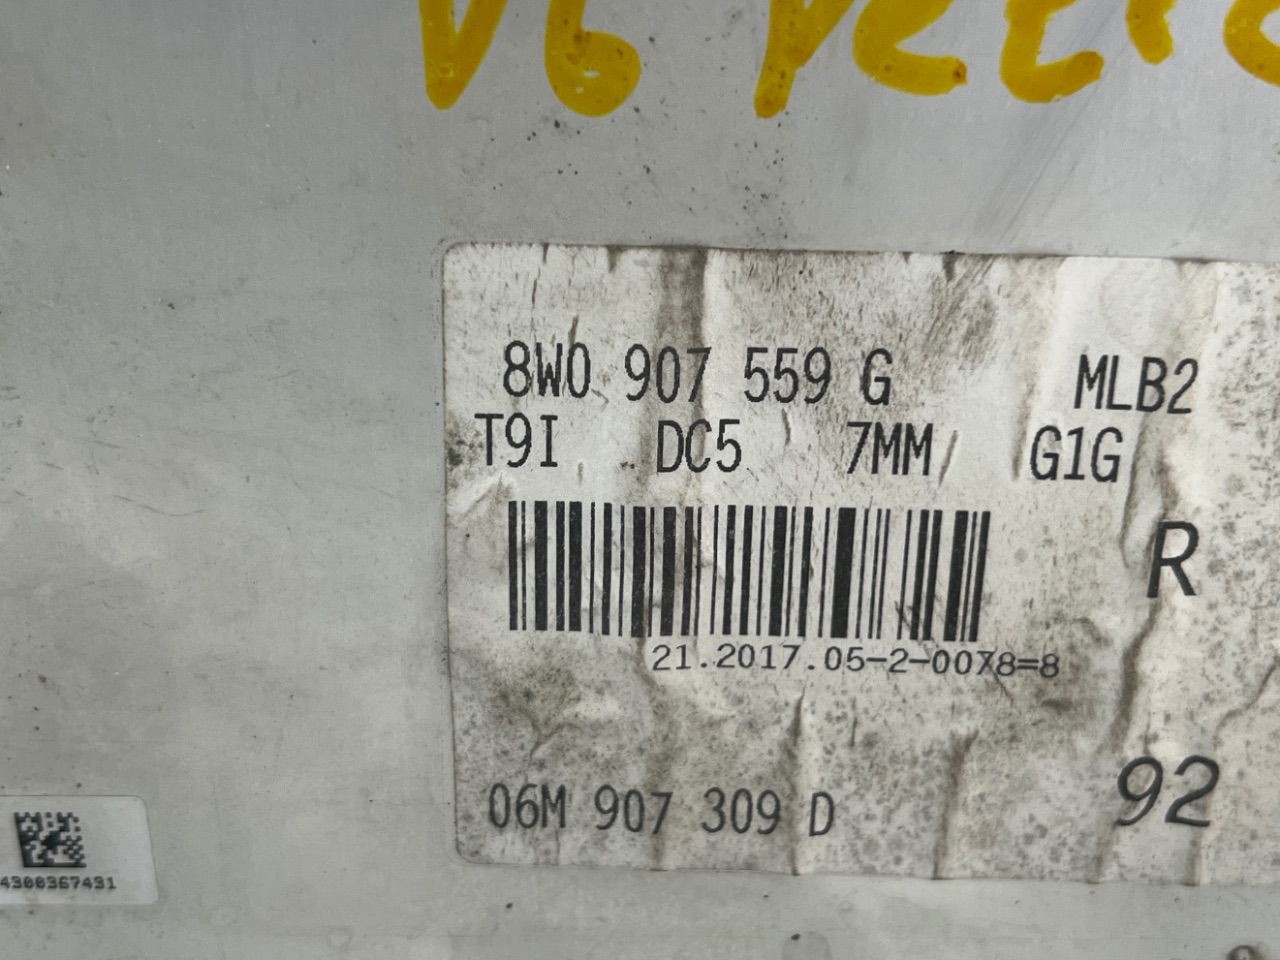 V6
8W0 907 559 G MLB2
T9I DC5 7MM G1G
R
21.2017.05-2-0078=8
06M 907 309 D
92
4300367431